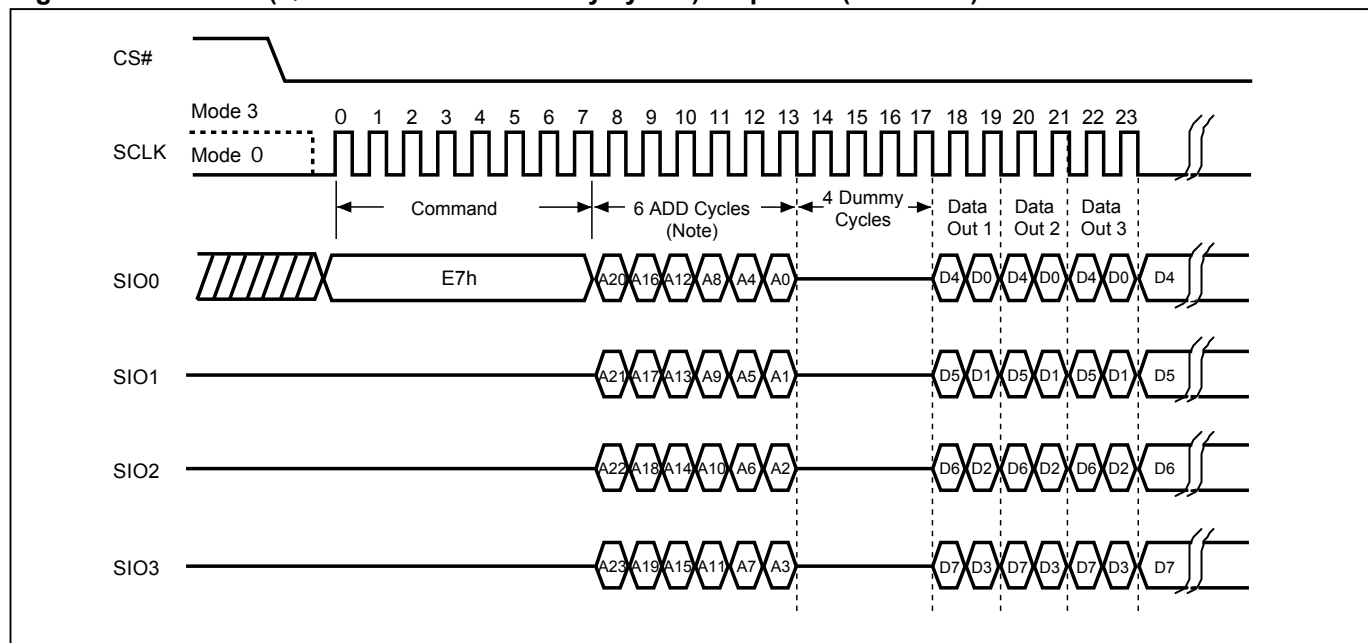 CS#
Mode 3
0 1 2 3 4 5 6 7 8 9 10 11 12 13 14 15 16 17 18 19 20 21 22 23
SCLK
Mode 0
Command
6 ADD Cycles
(Note)
4 Dummy
Cycles
Data
Out 1
Data
Out 2
Data
Out 3
SIO0
E7h
A20 A16 A12 A8 A4 A0
D4 D0 D4 D0 D4 D0 D4
SIO1
A21 A17 A13 A9 A5 A1
D5 D1 D5 D1 D5 D1 D5
SIO2
A22 A18 A14 A10 A6 A2
D6 D2 D6 D2 D6 D2 D6
SIO3
A23 A19 A15 A11 A7 A3
D7 D3 D7 D3 D7 D3 D7